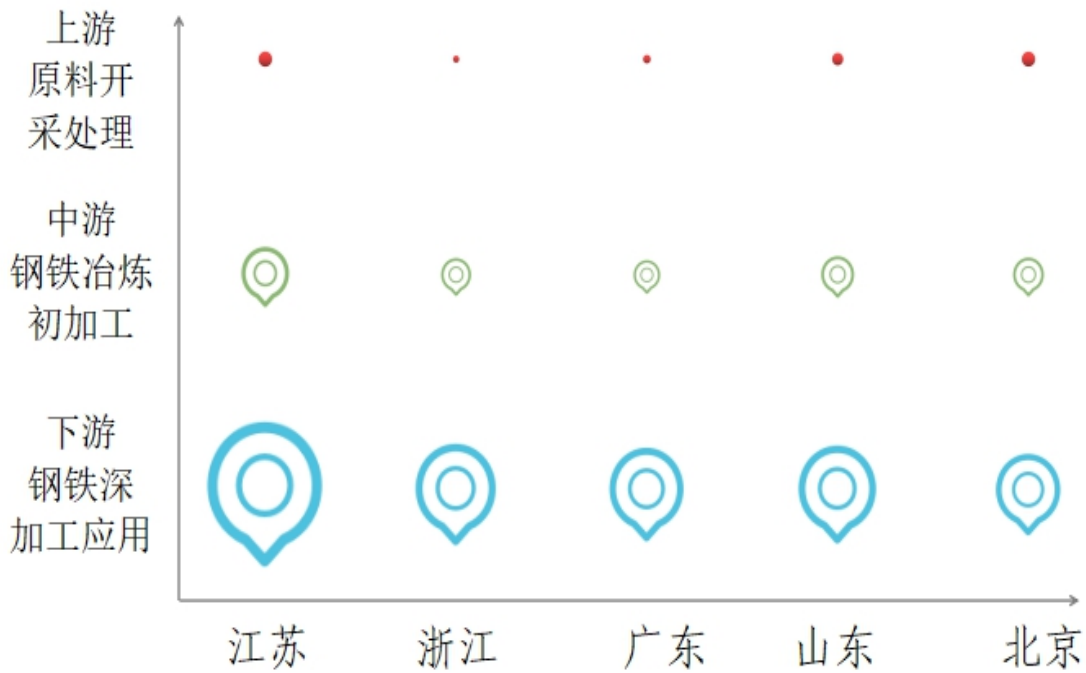 上游
原料开
采处理
中游
钢铁冶炼
初加工
下游
钢铁深
加工应用
江苏
浙江
广东
山东
北京